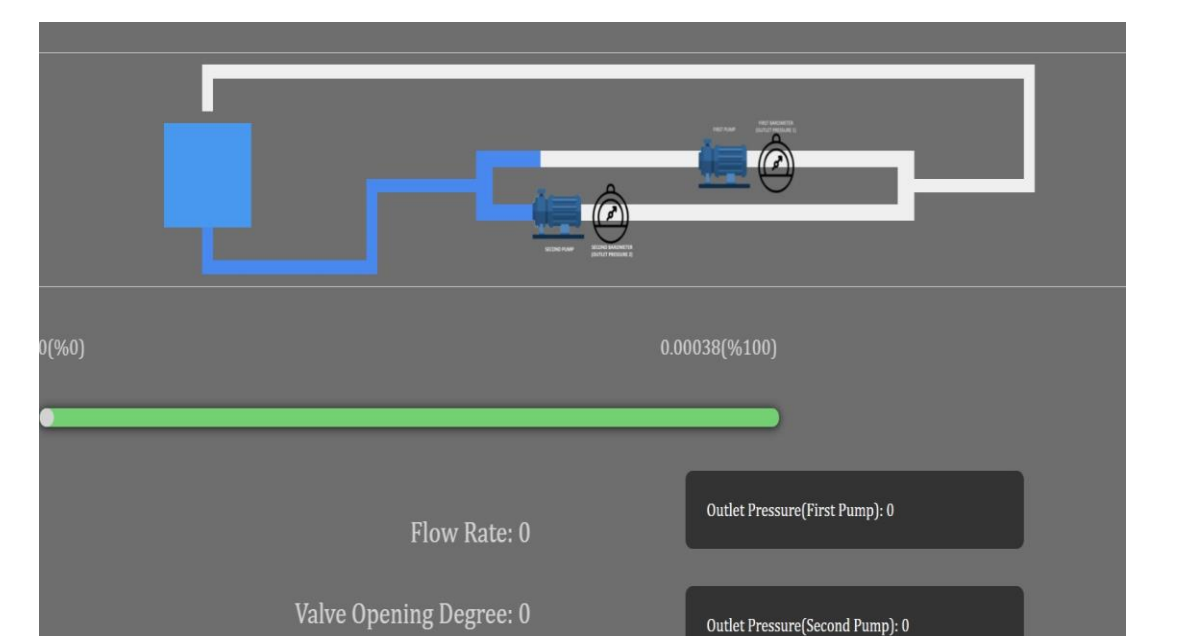 FIRST PUMP
FIRST BAROMETER
(OUTLET PRESSURE 1)
SECOND PUMP
SECOND BAROMETER
(OUTLET PRESSURE 2)
0(%0)
0.00038(%100)
Outlet Pressure(First Pump): 0
Flow Rate: 0
Valve Opening Degree: 0
Outlet Pressure(Second Pump): 0